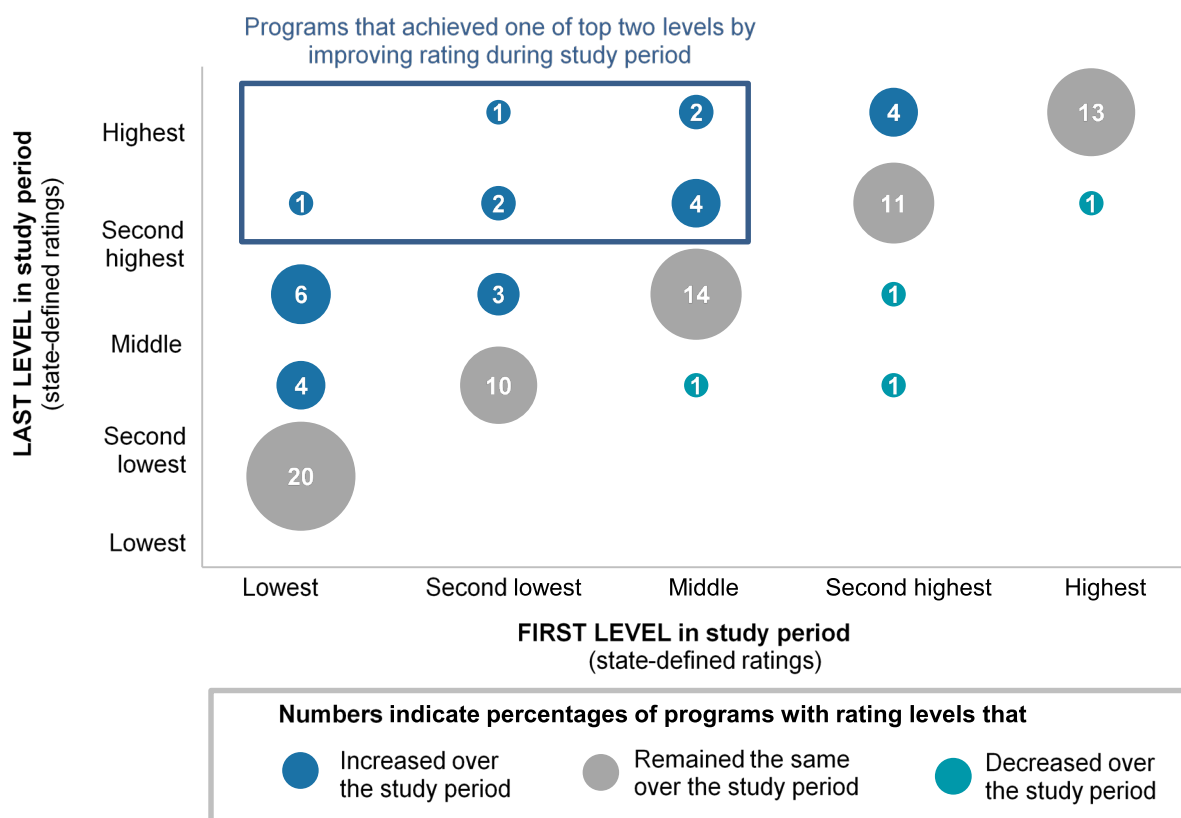 Programs that achieved one of top two levels by
improving rating during study period
LAST LEVEL in study period
(state-defined ratings)
Highest
1
2
4
13
Second
highest
1
2
4
11
1
Middle
6
3
14
1
Second
lowest
4
10
1
1
Lowest
20
Lowest
Second lowest
Middle
Second highest
Highest
FIRST LEVEL in study period
(state-defined ratings)
Numbers indicate percentages of programs with rating levels that
Increased over
the study period
Remained the same
over the study period
Decreased over
the study period